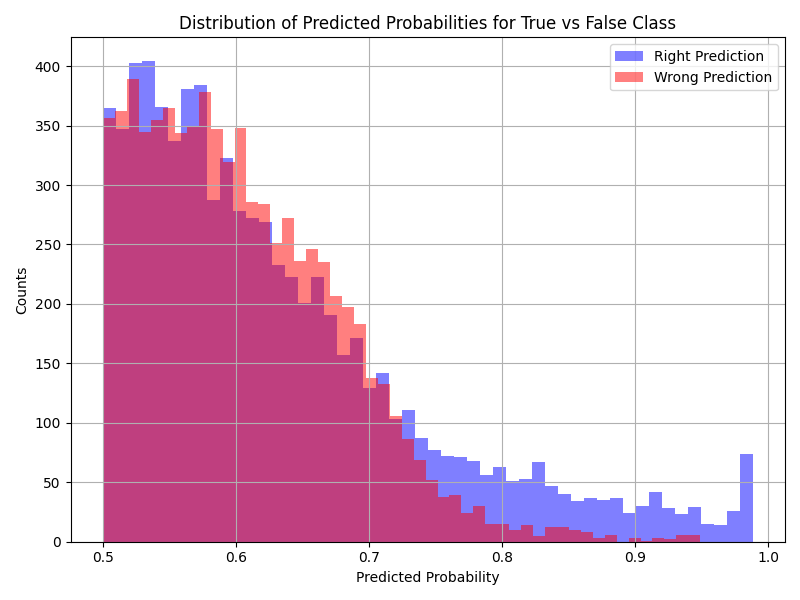 Distribution of Predicted Probabilities for True vs False Class
Right Prediction
Wrong Prediction
Counts
400
350
300
250
200
150
100
50
0
0.5 0.6 0.7 0.8 0.9 1.0
Predicted Probability